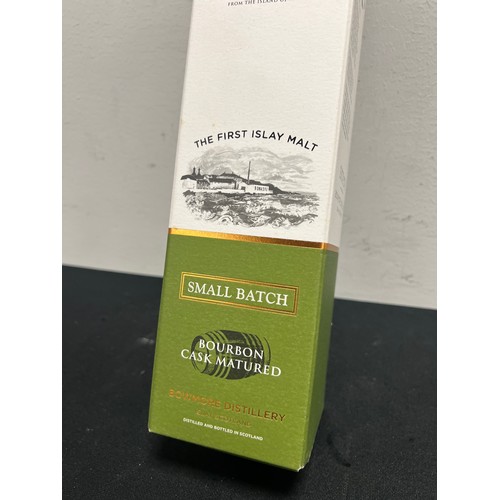 FROM THE ISLAND OF
THE FIRST ISLAY MALT
SMALL BATCH
BOURBON
CASK MATURED
BOWMORE DISTILLERY
DISTILLED AND BOTTLED IN SCOTLAND